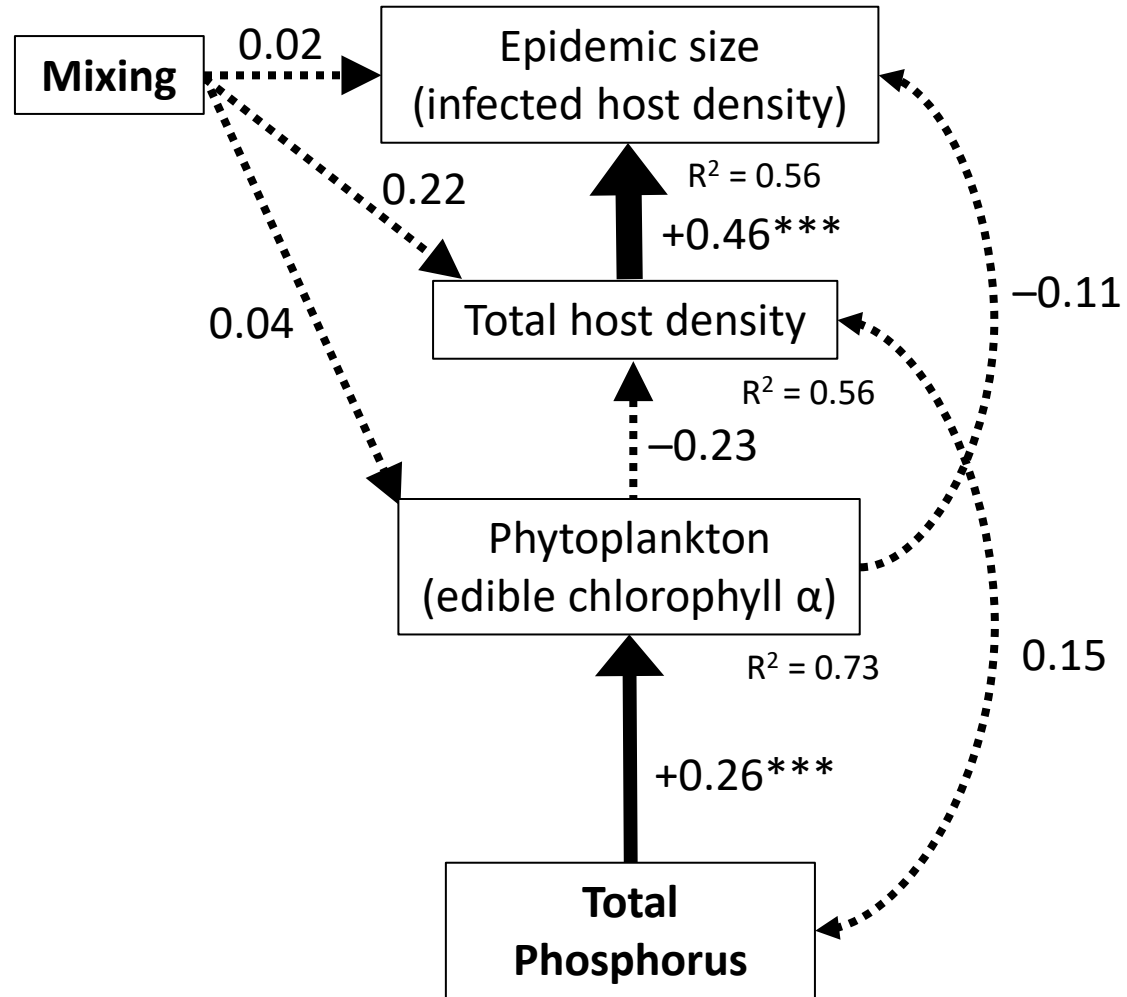 Mixing
0.02
Epidemic size
(infected host density)
R² = 0.56
0.22
+0.46***
–0.11
0.04
Total host density
R² = 0.56
–0.23
Phytoplankton
(edible chlorophyll α)
R² = 0.73
0.15
+0.26***
Total
Phosphorus